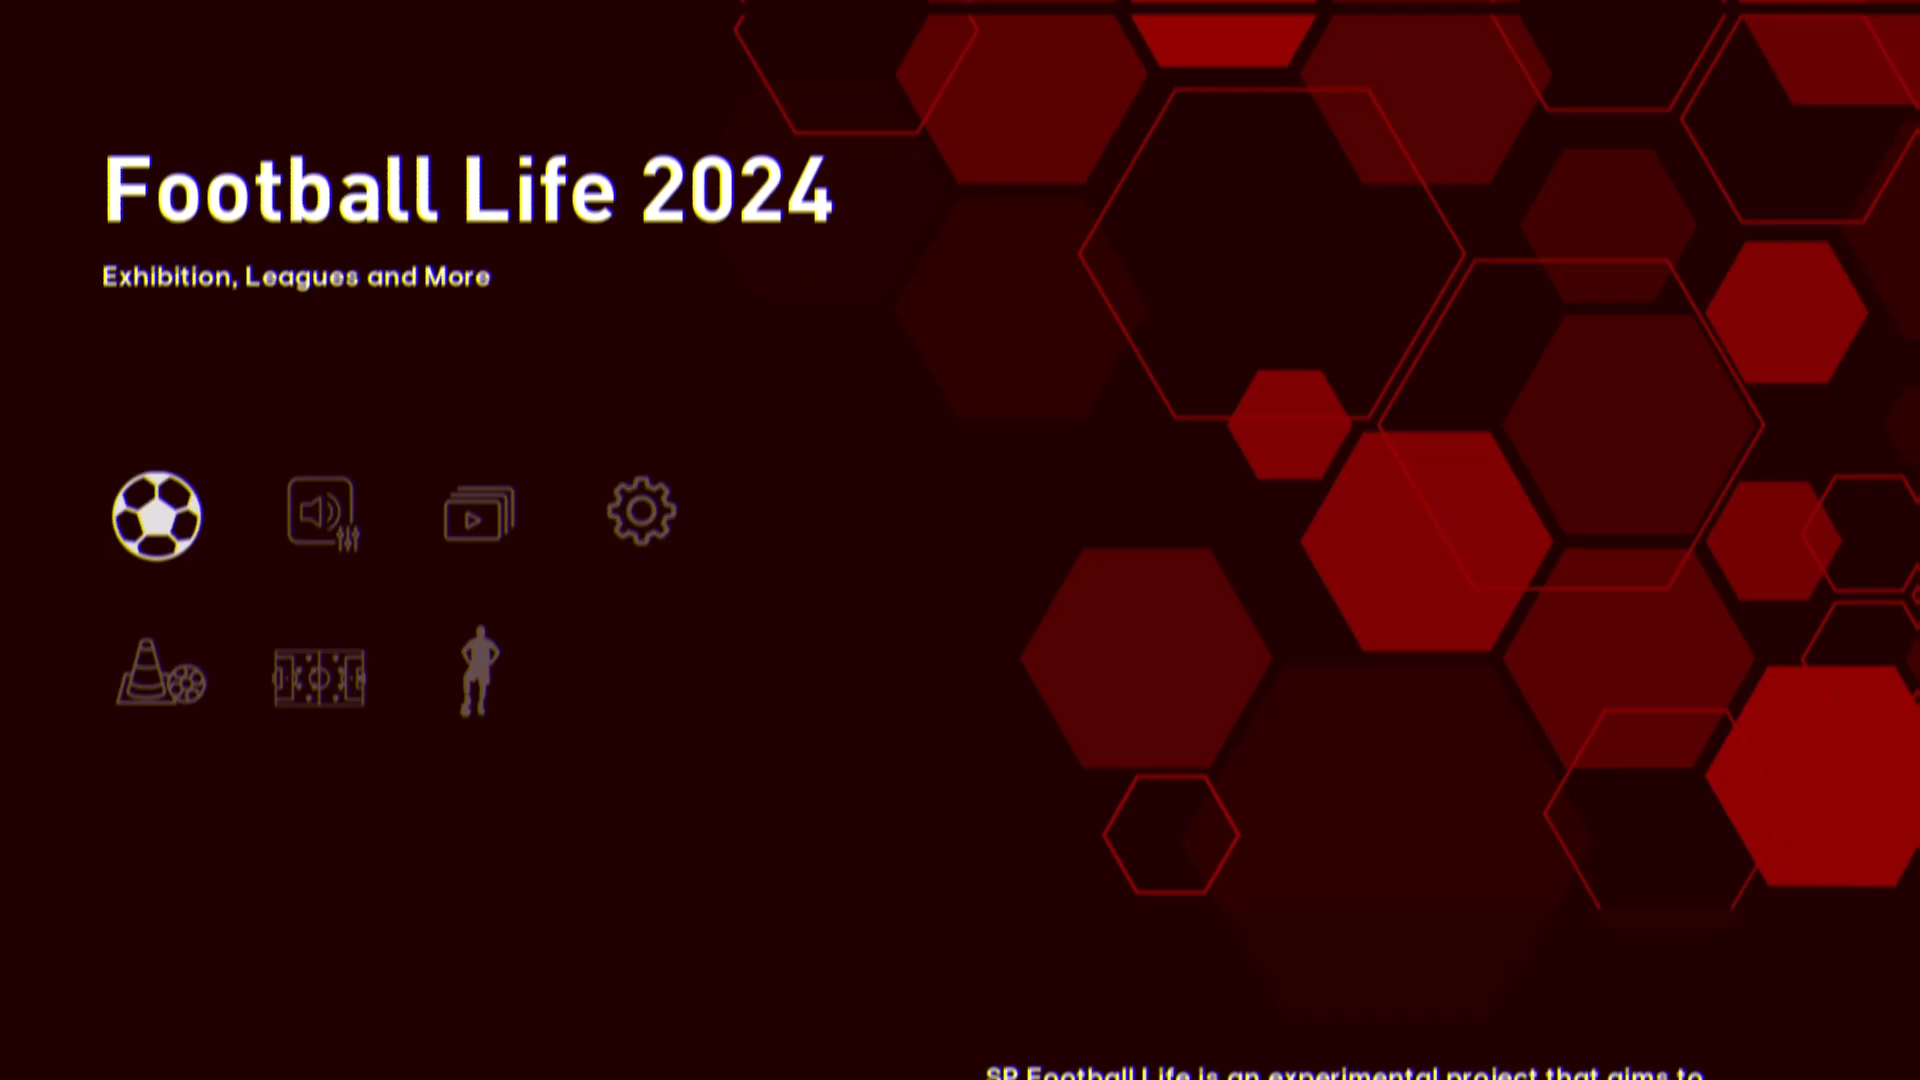 Football Life 2024
Exhibition, Leagues and More
SP Football Life is an experimental project that aims to